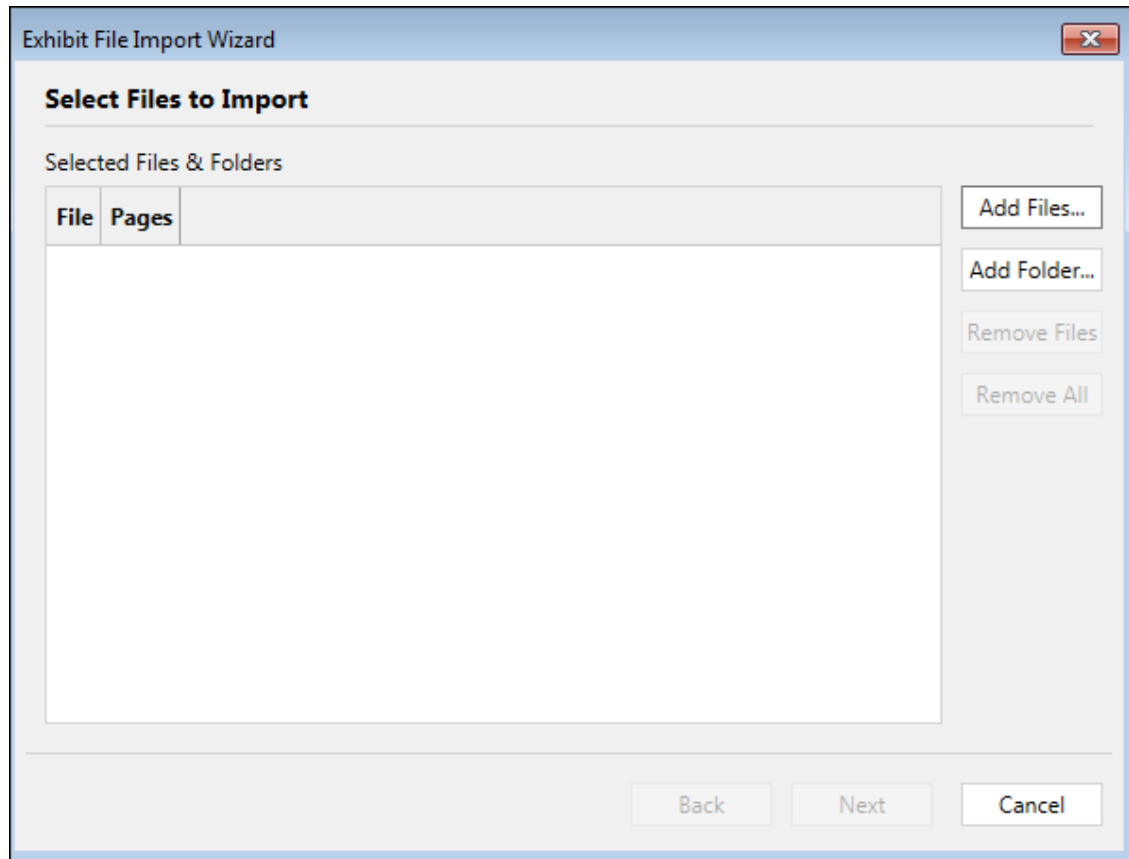 Exhibit File Import Wizard
Select Files to Import
Selected Files & Folders
File Pages
Add Files...
Add Folder...
Remove Files
Remove All
Back Next Cancel